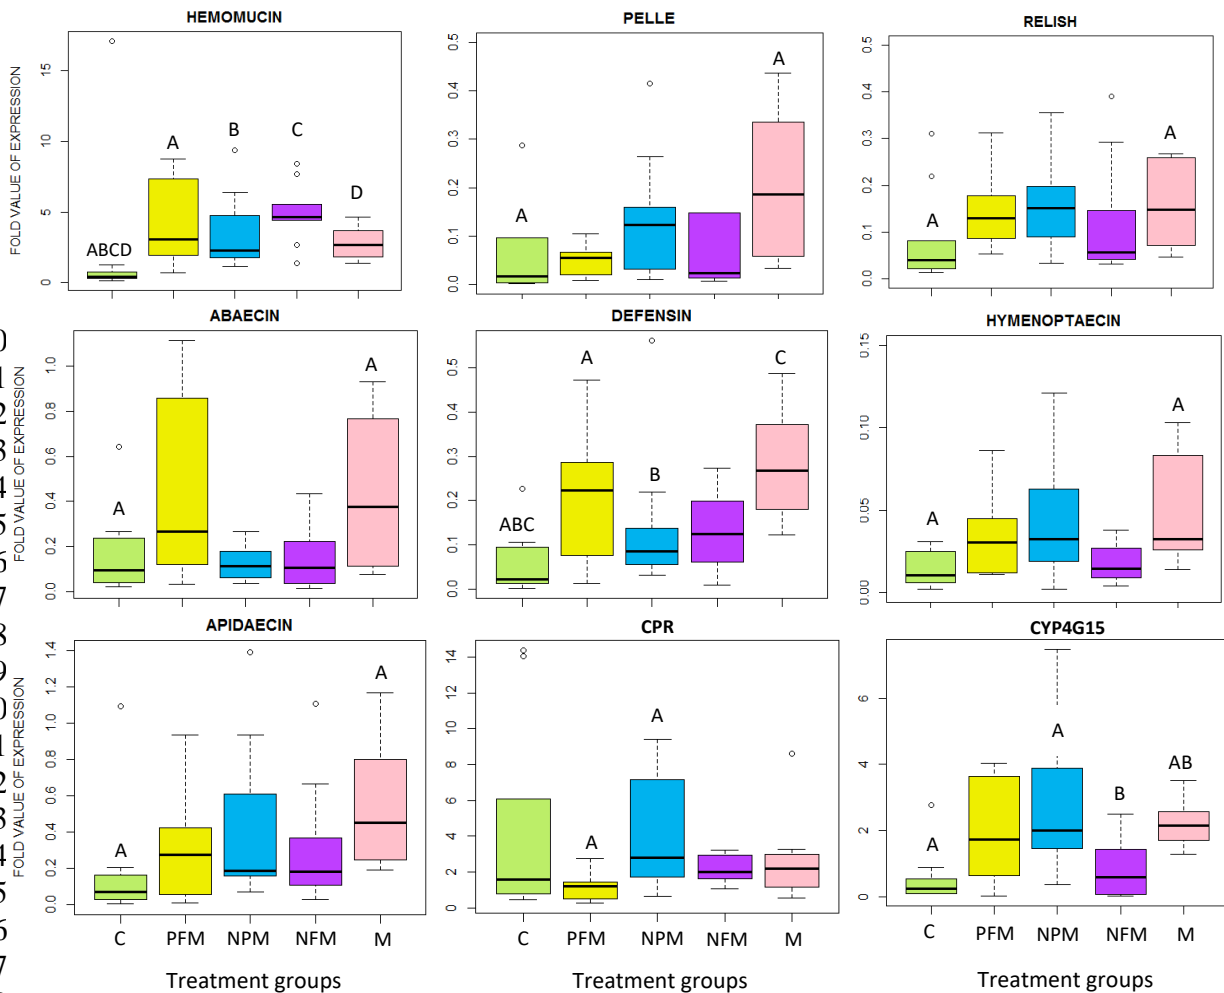 HEMOMUCIN
PELLE
RELISH
FOLD VALUE OF EXPRESSION
15
10
5
0
ABCD
A
B
C
D
0.5
0.4
0.3
0.2
0.1
0.0
A
A
0.5
0.4
0.3
0.2
0.1
0.0
A
A
ABAECIN
DEFENSIN
HYMENOPTAECIN
FOLD VALUE OF EXPRESSION
1.0
0.8
0.6
0.4
0.2
0.0
A
A
0.5
0.4
0.3
0.2
0.1
0.0
ABC
A
B
C
0.15
0.10
0.05
0.00
A
A
APIDAECIN
CPR
CYP4G15
FOLD VALUE OF EXPRESSION
1.4
1.2
1.0
0.8
0.6
0.4
0.2
0.0
A
A
14
12
10
8
6
4
2
0
A
A
6
4
2
0
A
A
B
AB
C PFM NPM NFM M
C PFM NPM NFM M
C PFM NPM NFM M
Treatment groups
Treatment groups
Treatment groups